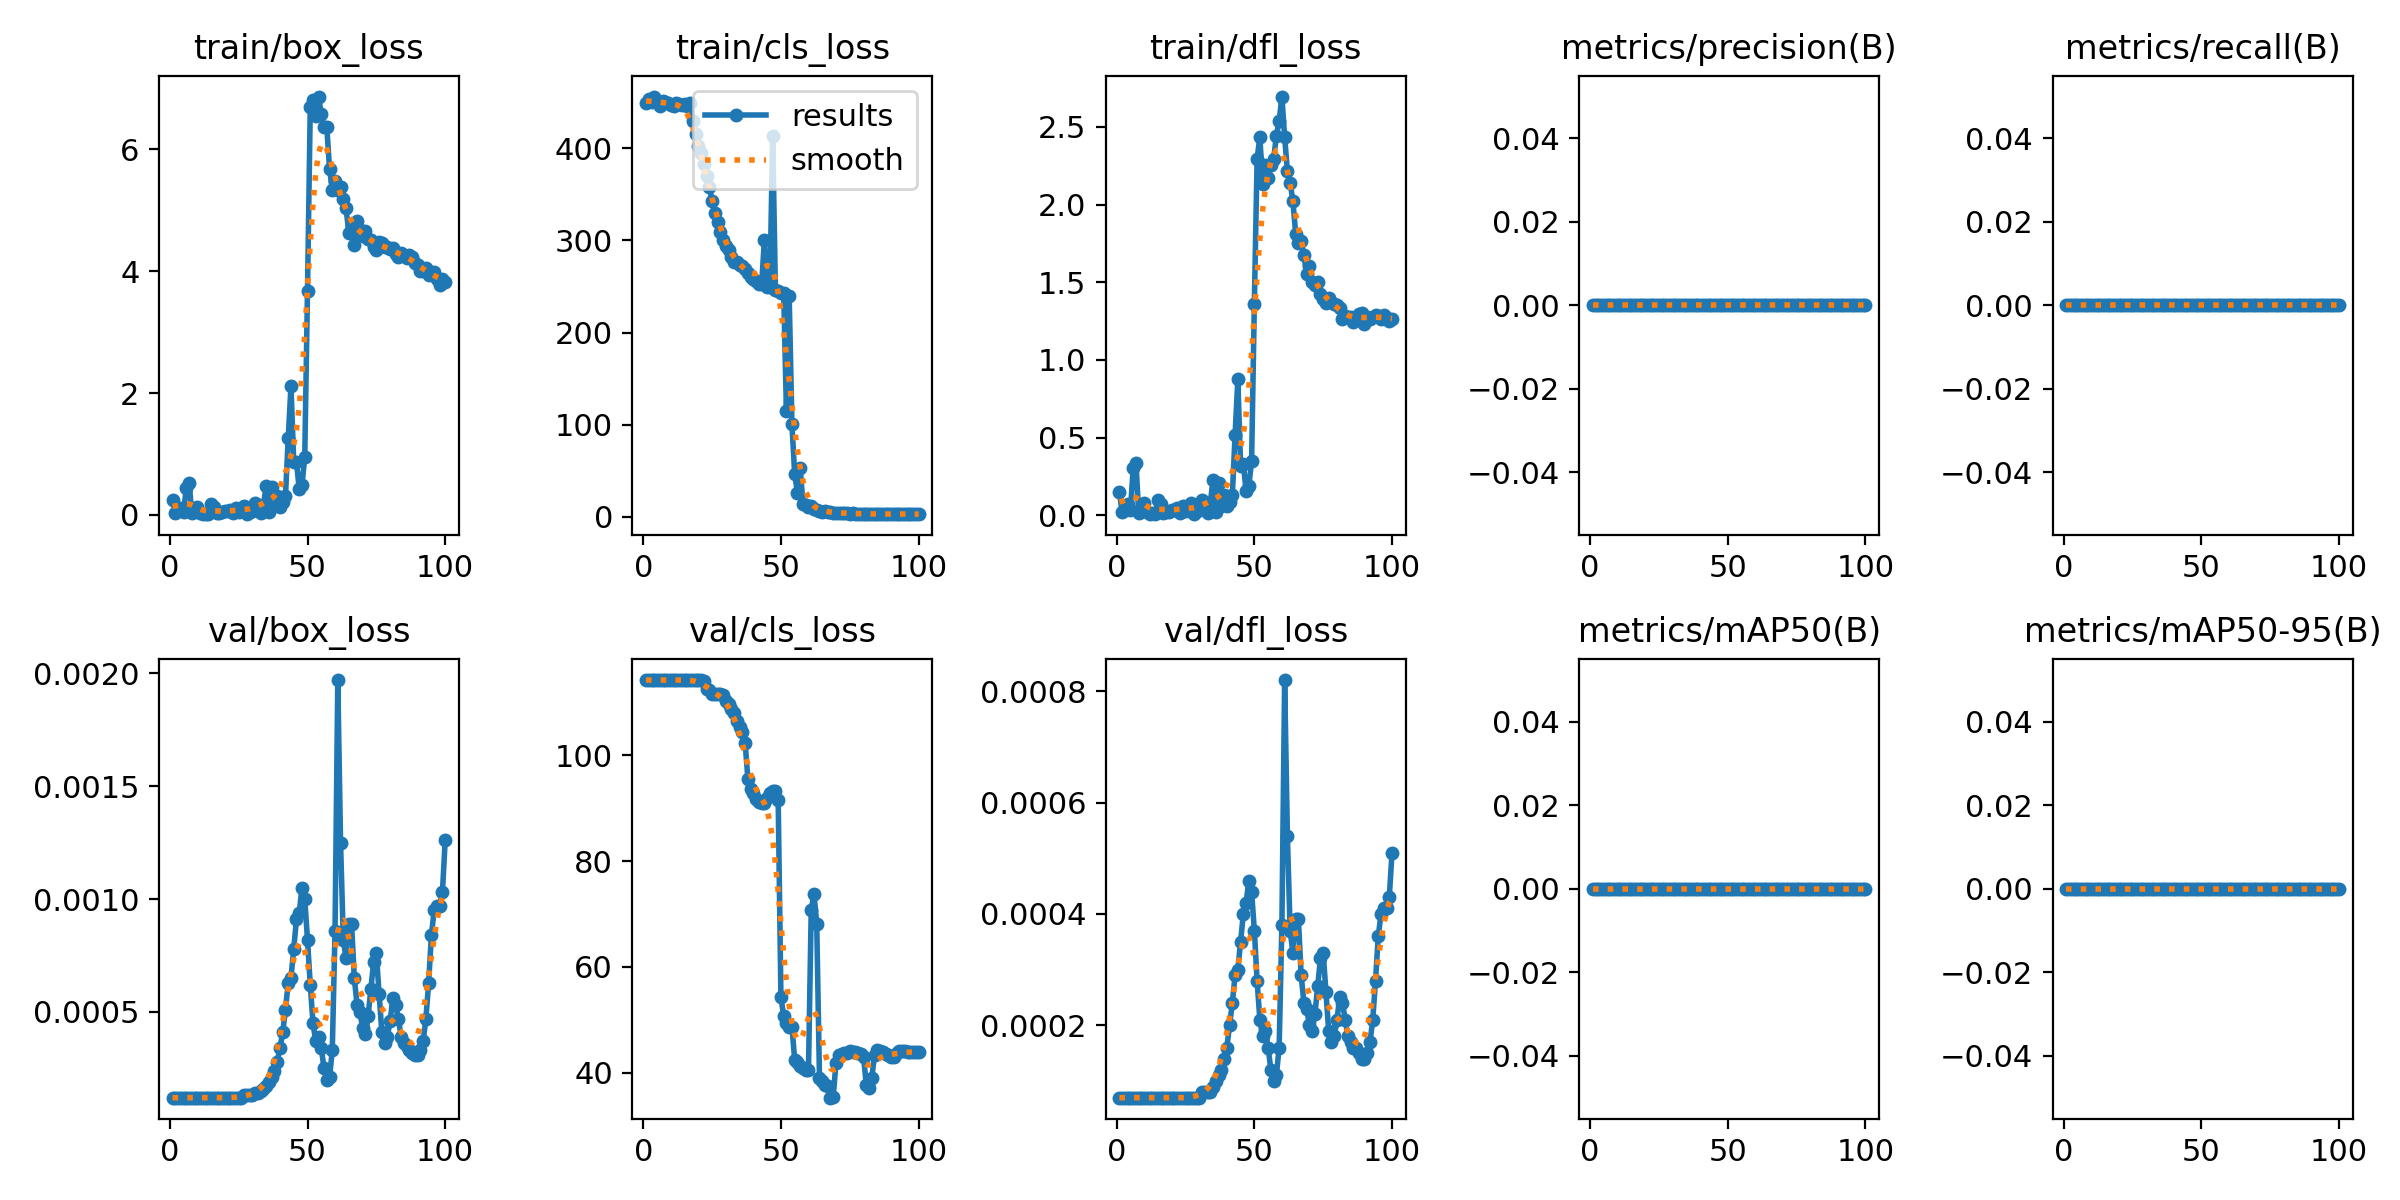 train/box_loss
6
4
2
0
0 50 100
train/cls_loss
results
smooth
400
300
200
100
0
0 50 100
train/dfl_loss
2.5
2.0
1.5
1.0
0.5
0.0
0 50 100
metrics/precision(B)
0.04
0.02
0.00
−0.02
−0.04
0 50 100
metrics/recall(B)
0.04
0.02
0.00
−0.02
−0.04
0 50 100
val/box_loss
0.0020
0.0015
0.0010
0.0005
0 50 100
val/cls_loss
100
80
60
40
0 50 100
val/dfl_loss
0.0008
0.0006
0.0004
0.0002
0 50 100
metrics/mAP50(B)
0.04
0.02
0.00
−0.02
−0.04
0 50 100
metrics/mAP50-95(B)
0.04
0.02
0.00
−0.02
−0.04
0 50 100